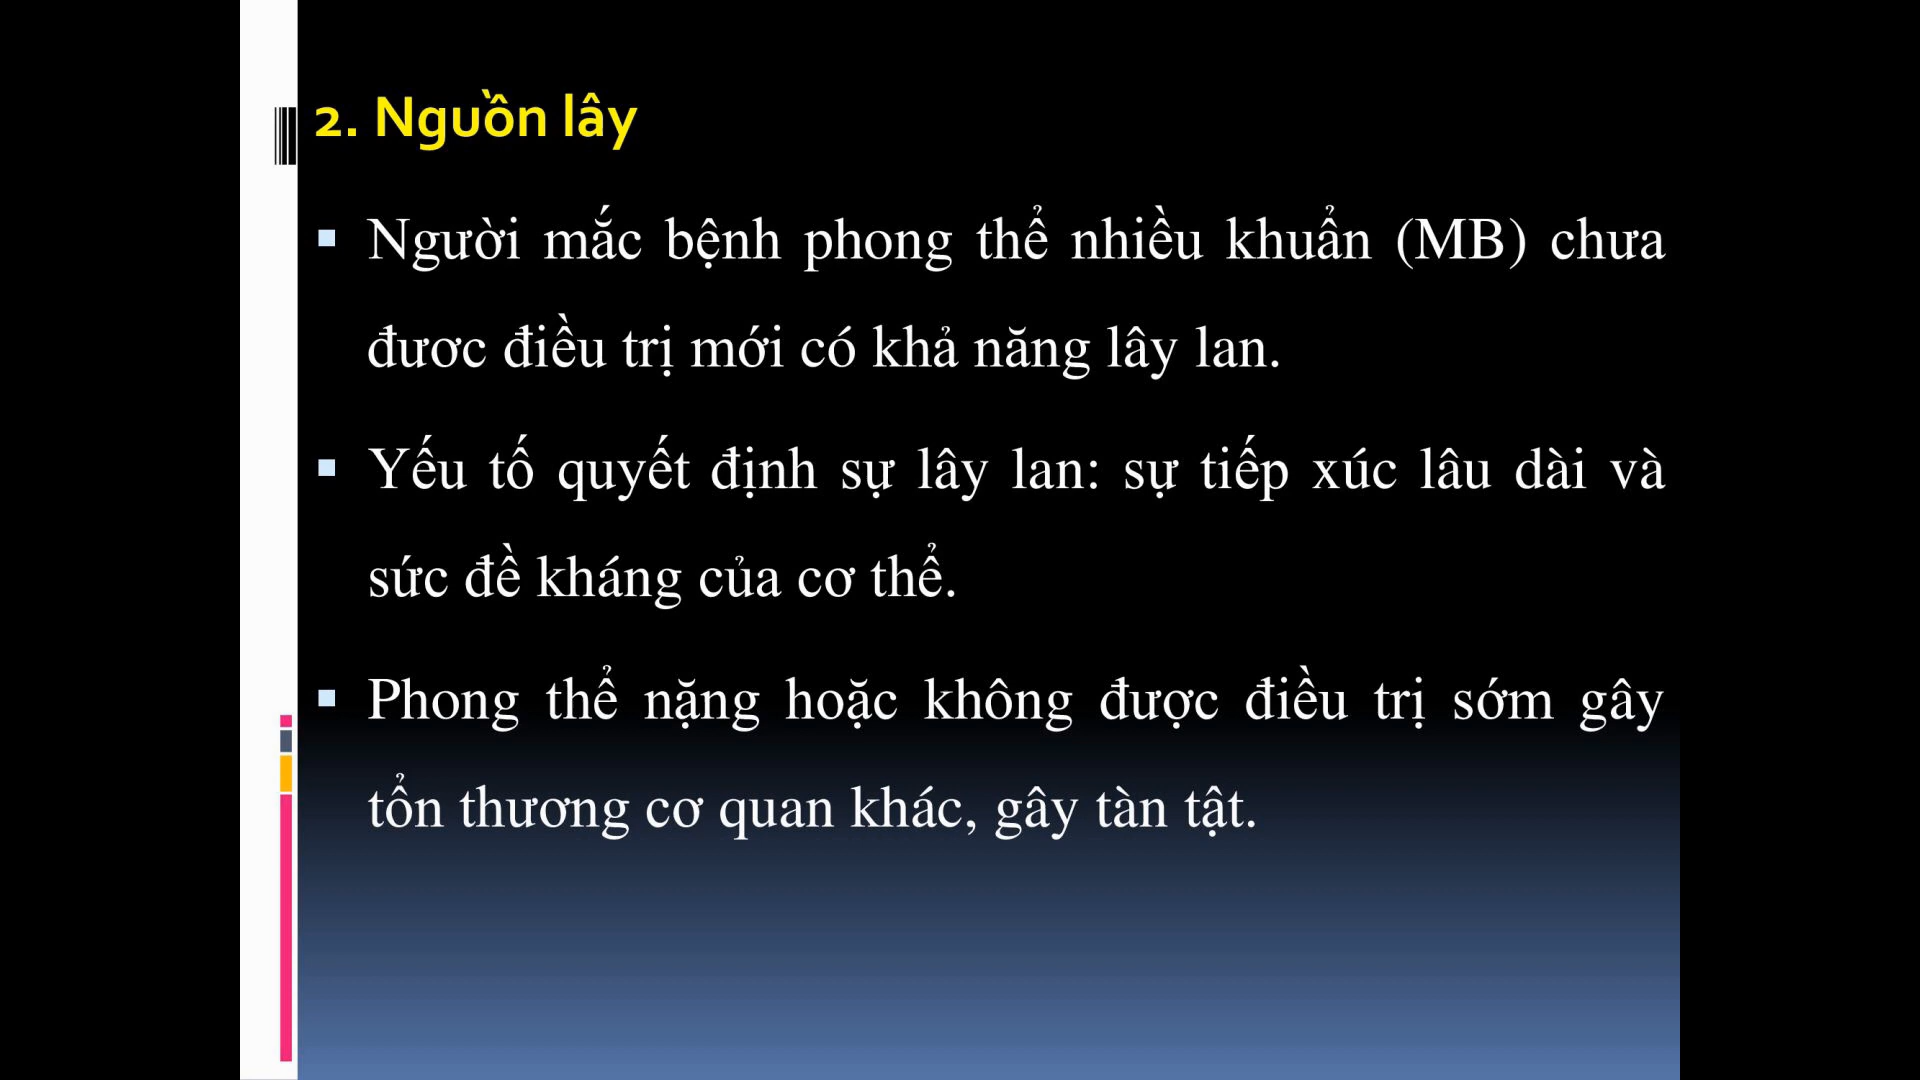 2. Nguồn lây
▪ Người mắc bệnh phong thể nhiều khuẩn (MB) chưa
đươc điều trị mới có khả năng lây lan.
▪ Yếu tố quyết định sự lây lan: sự tiếp xúc lâu dài và
sức đề kháng của cơ thể.
▪ Phong thể nặng hoặc không được điều trị sớm gây
tổn thương cơ quan khác, gây tàn tật.